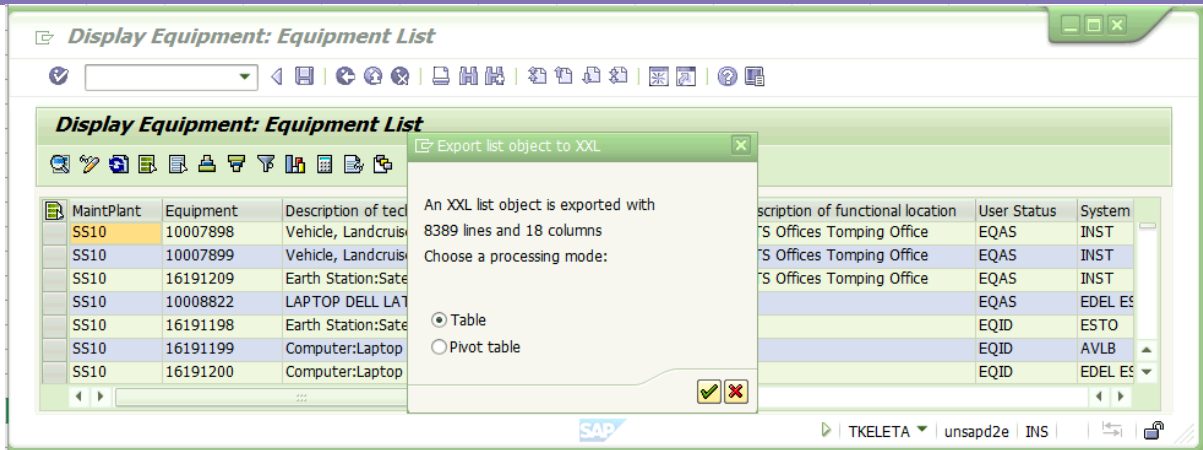 Display Equipment: Equipment List
Display Equipment: Equipment List
Export list object to XXL
An XXL list object is exported with
8389 lines and 18 columns
Choose a processing mode:
Table
Pivot table
MaintPlant Equipment Description of tech scription of functional location User Status System
SS10 10007898 Vehicle, Landcruis TS Offices Tomping Office EQAS INST
SS10 10007899 Vehicle, Landcruis TS Offices Tomping Office EQAS INST
SS10 16191209 Earth Station:Sate TS Offices Tomping Office EQAS INST
SS10 10008822 LAPTOP DELL LAT EQAS EDEL ES
SS10 16191198 Earth Station:Sate EQID ESTO
SS10 16191199 Computer:Laptop EQID AVLB
SS10 16191200 Computer:Laptop EQID EDEL ES
SAP TKELETA unsapd2e INS